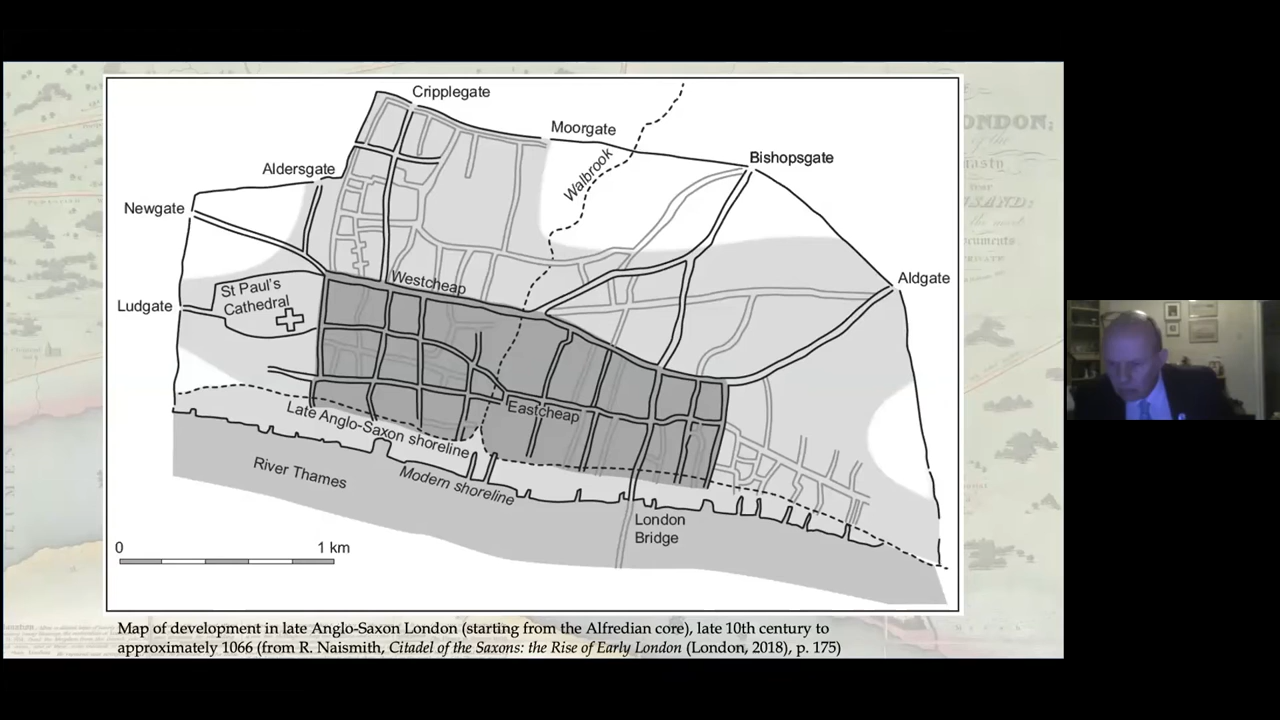 Cripplegate
Moorgate
Bishopsgate
Walbrook
Aldersgate
Newgate
Aldgate
Westcheap
St Paul's
Cathedral
Ludgate
Eastcheap
Late Anglo-Saxon shoreline
River Thames
Modern shoreline
London
Bridge
0 1 km
Map of development in late Anglo-Saxon London (starting from the Alfredian core), late 10th century to
approximately 1066 (from R. Naismith, Citadel of the Saxons: the Rise of Early London (London, 2018), p. 175)
ONDON;
of the